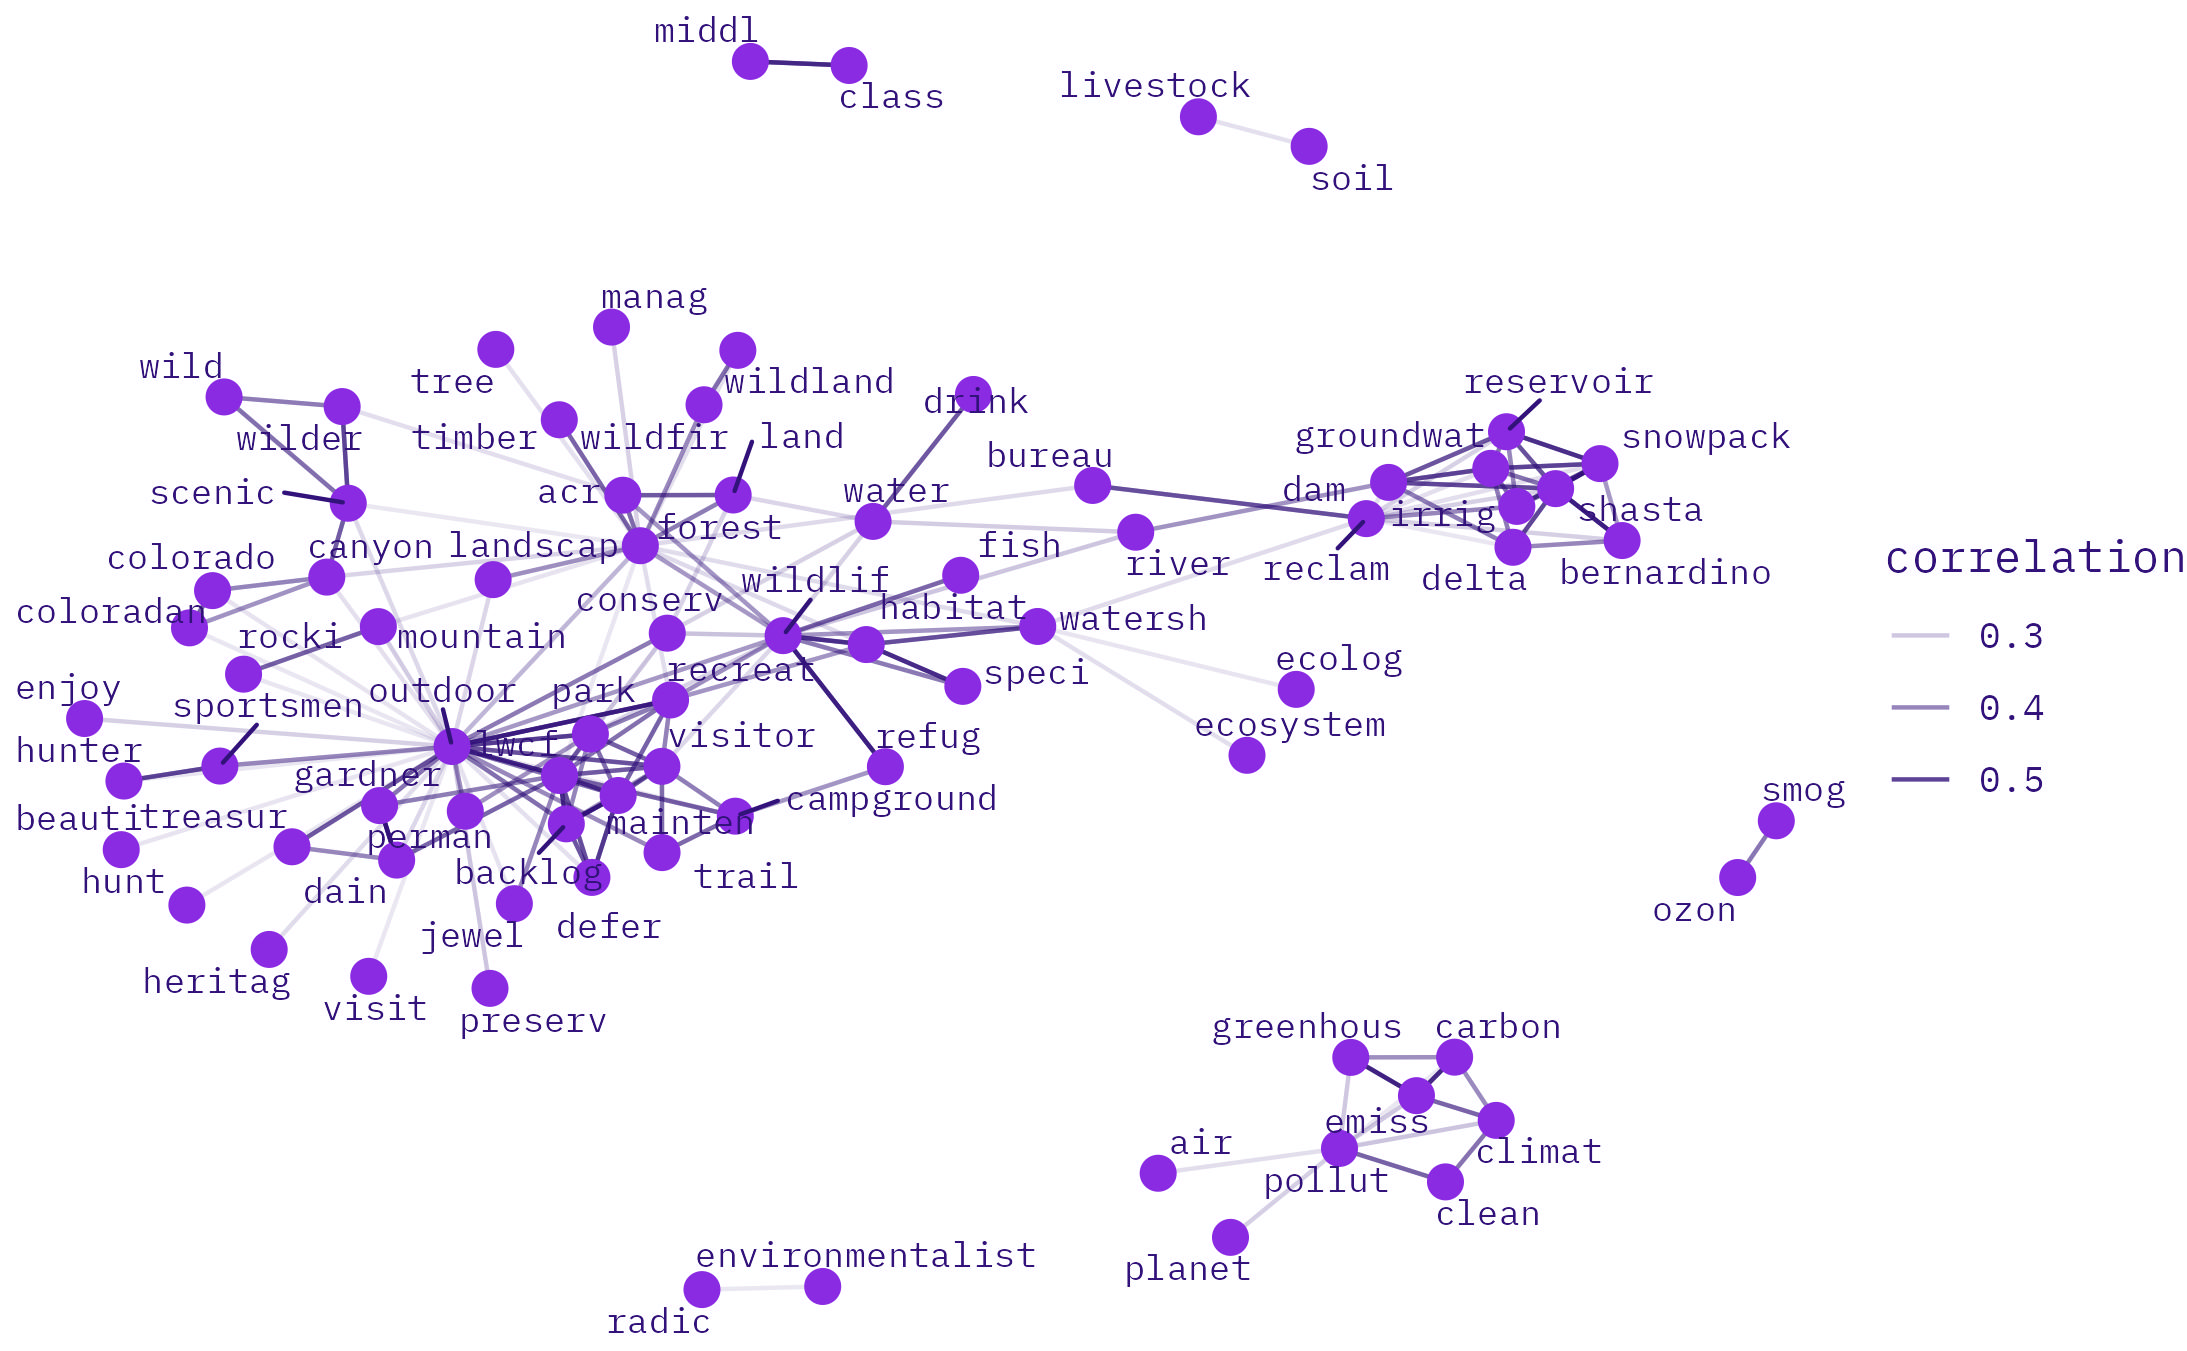 middl
class
livestock
soil
manag
wild
tree
wildland
drink
reservoir
wilder
timber
wildfir
land
groundwat
snowpack
bureau
scenic
acr
water
dam
irrig
shasta
forest
colorado
canyon
landscap
fish
river
reclam
delta
bernardino
correlation
wildlif
coloradan
conserv
habitat
watersh
rocki
mountain
0.3
recreat
speci
ecolog
enjoy
outdoor
park
sportsmen
0.4
hunter
lwcf
visitor
refug
ecosystem
gardner
0.5
campground
smog
beauti
treasur
perman
mainten
hunt
dain
backlog
trail
ozon
jewel
defer
heritag
visit
preserv
greenhous
carbon
emiss
air
climat
pollut
clean
environmentalist
planet
radic